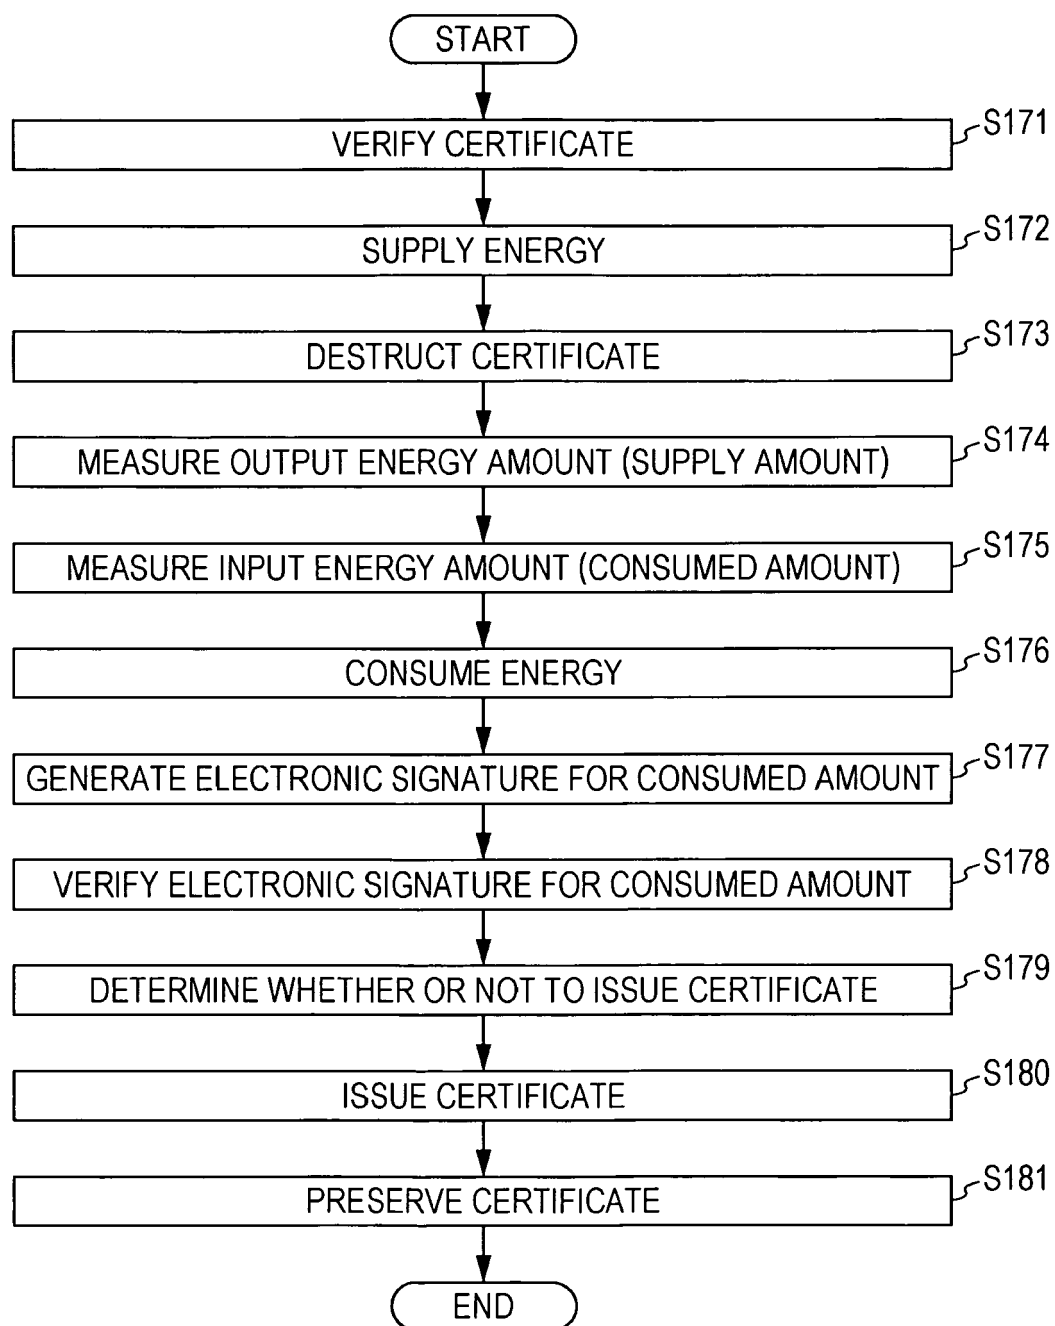 START
S171
VERIFY CERTIFICATE
S172
SUPPLY ENERGY
S173
DESTRUCT CERTIFICATE
S174
MEASURE OUTPUT ENERGY AMOUNT (SUPPLY AMOUNT)
S175
MEASURE INPUT ENERGY AMOUNT (CONSUMED AMOUNT)
S176
CONSUME ENERGY
S177
GENERATE ELECTRONIC SIGNATURE FOR CONSUMED AMOUNT
S178
VERIFY ELECTRONIC SIGNATURE FOR CONSUMED AMOUNT
S179
DETERMINE WHETHER OR NOT TO ISSUE CERTIFICATE
S180
ISSUE CERTIFICATE
S181
PRESERVE CERTIFICATE
END